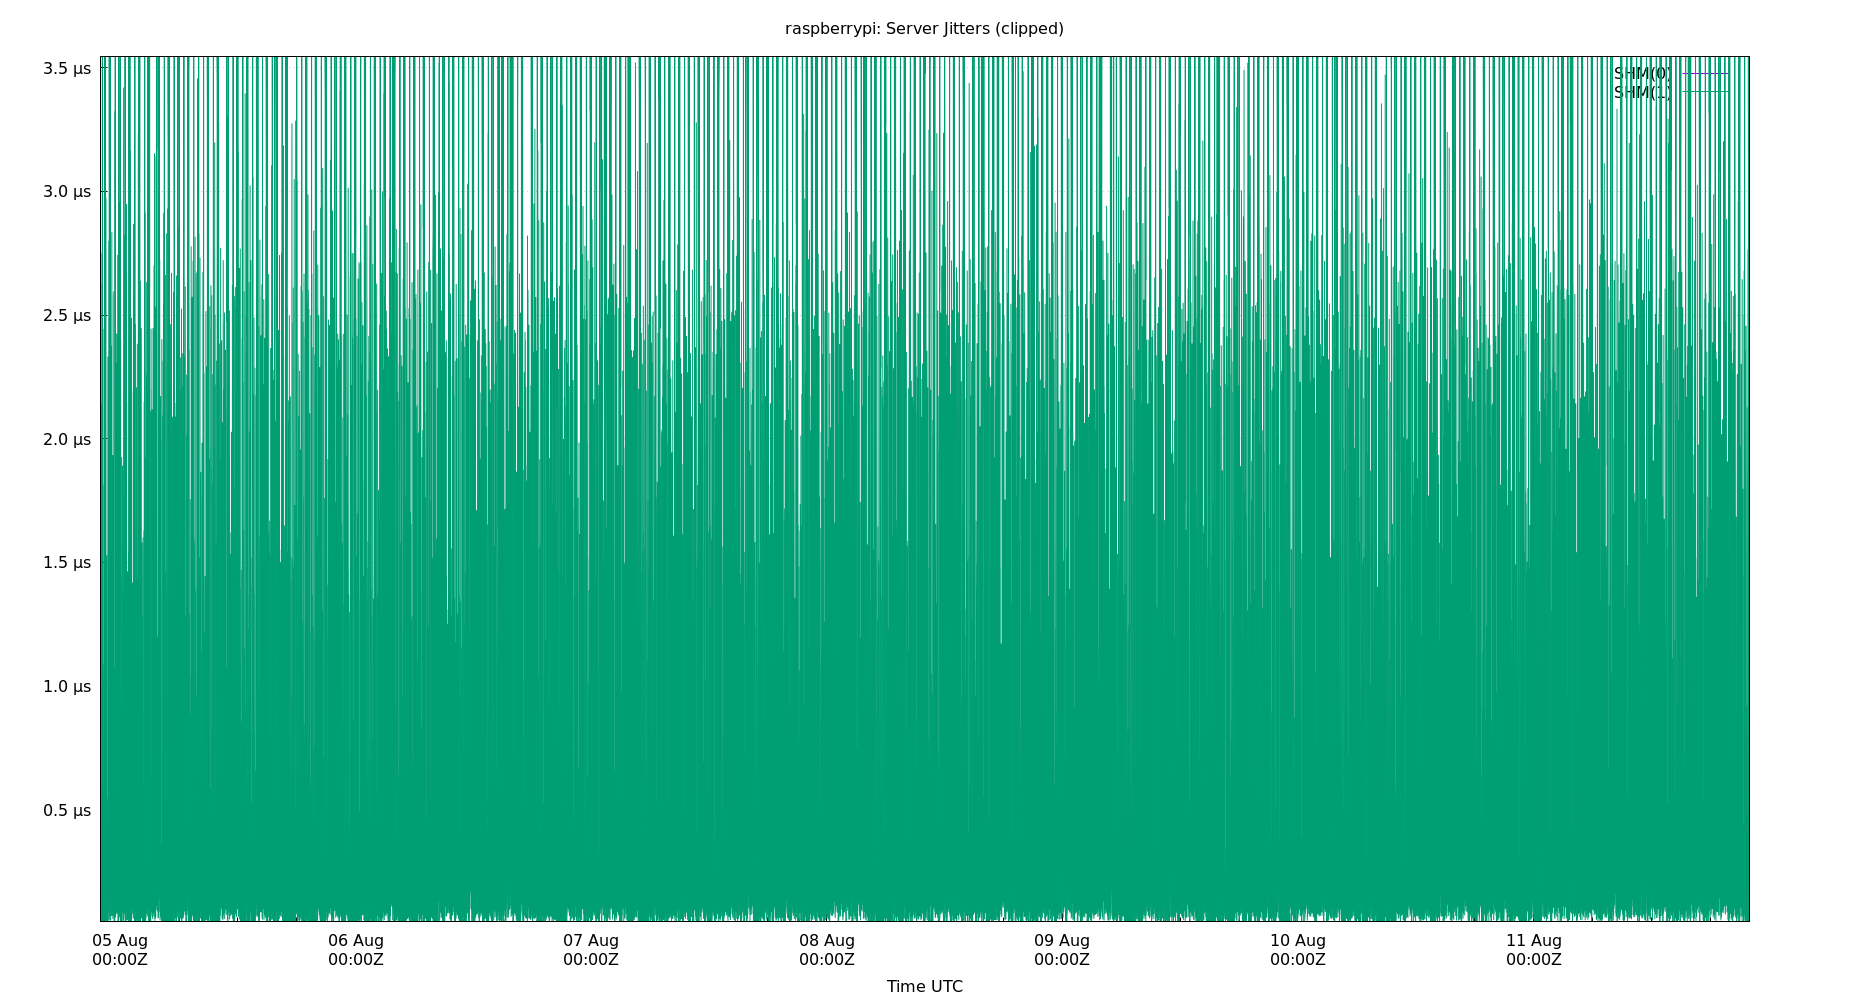 raspberrypi: Server Jitters (clipped)
3.5 μs
SHM(0)
SHM(1)
3.0 μs
2.5 μs
2.0 μs
1.5 μs
1.0 μs
0.5 μs
05 Aug 06 Aug 07 Aug 08 Aug 09 Aug 10 Aug 11 Aug
00:00Z 00:00Z 00:00Z 00:00Z 00:00Z 00:00Z 00:00Z
Time UTC